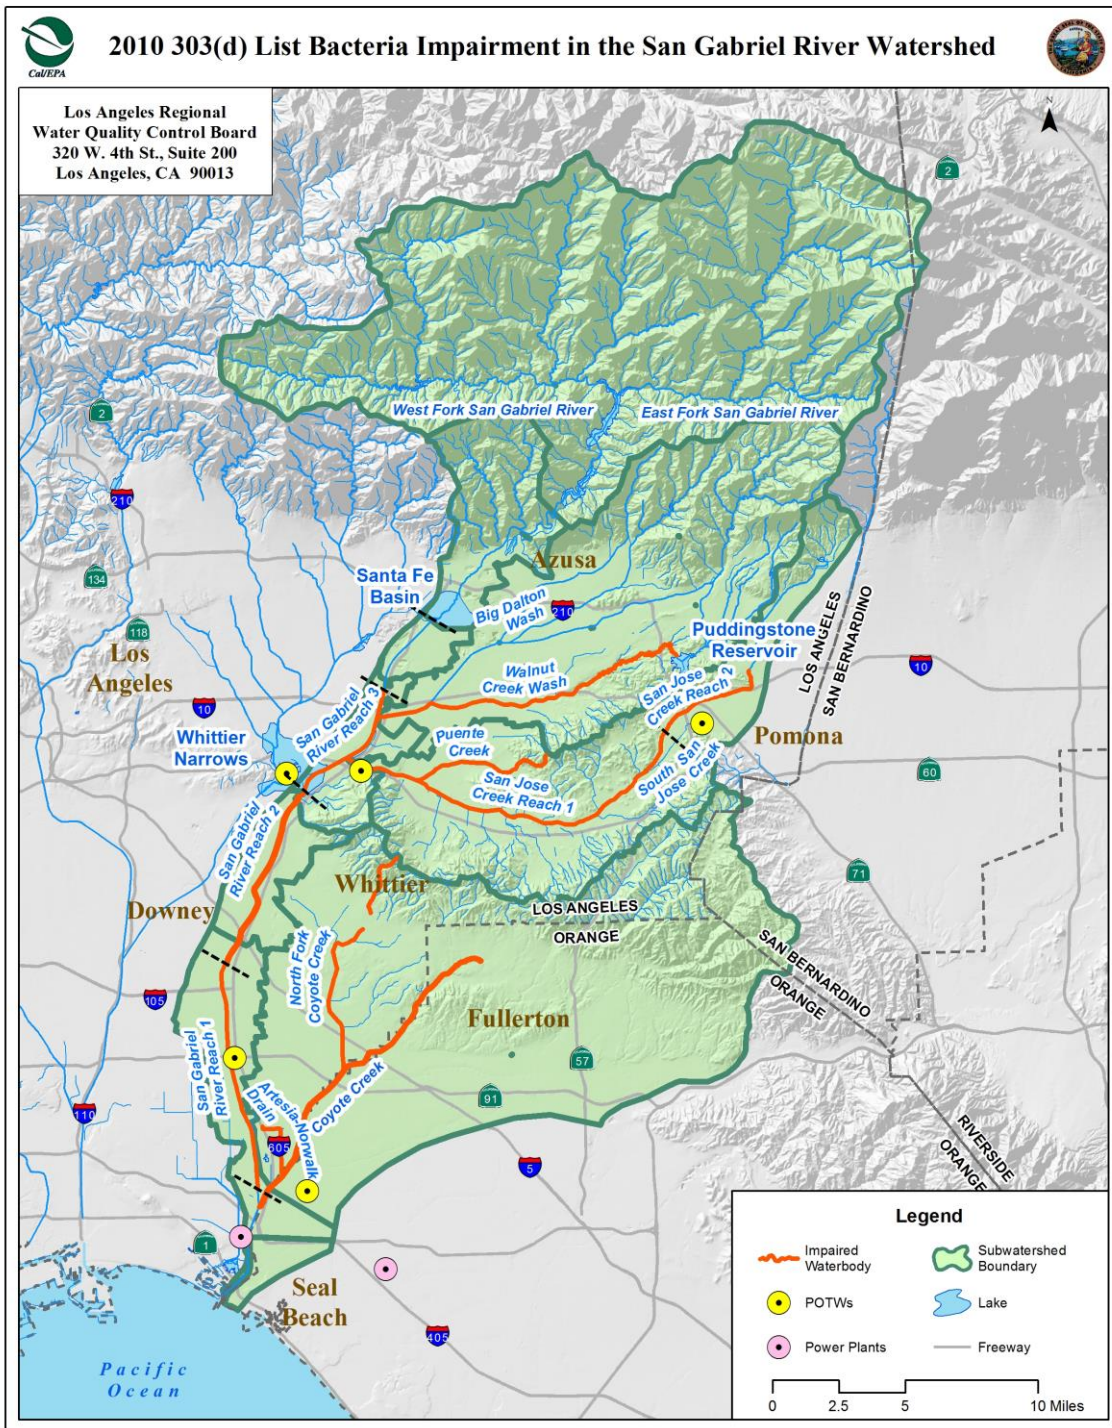 Cal/EPA
2010 303(d) List Bacteria Impairment in the San Gabriel River Watershed
Los Angeles Regional
Water Quality Control Board
320 W. 4th St., Suite 200
Los Angeles, CA 90013
N
2
2
West Fork San Gabriel River
East Fork San Gabriel River
210
134
118
Los
Angeles
Santa Fe
Basin
Azusa
Big Dalton
Wash
210
Puddingstone
Reservoir
LOS ANGELES
SAN BERNARDINO
10
10
Walnut
Creek Wash
San Jose
Creek Reach 2
San Gabriel
River Reach 3
Whittier
Narrows
Puente
Creek
San Jose
Creek Reach 1
South San
Jose Creek
Pomona
60
71
San Gabriel
River Reach 2
Whittier
LOS ANGELES
ORANGE
Downey
North Fork
Coyote Creek
SAN BERNARDINO
ORANGE
105
Fullerton
57
San Gabriel
River Reach 1
Artesia-Norwalk
Drain
Coyote Creek
91
110
605
5
RIVERSIDE
ORANGE
1
Seal
Beach
405
Pacific
Ocean
Legend
Impaired
Waterbody
Subwatershed
Boundary
POTWs
Lake
Power Plants
Freeway
0 2.5 5 10 Miles